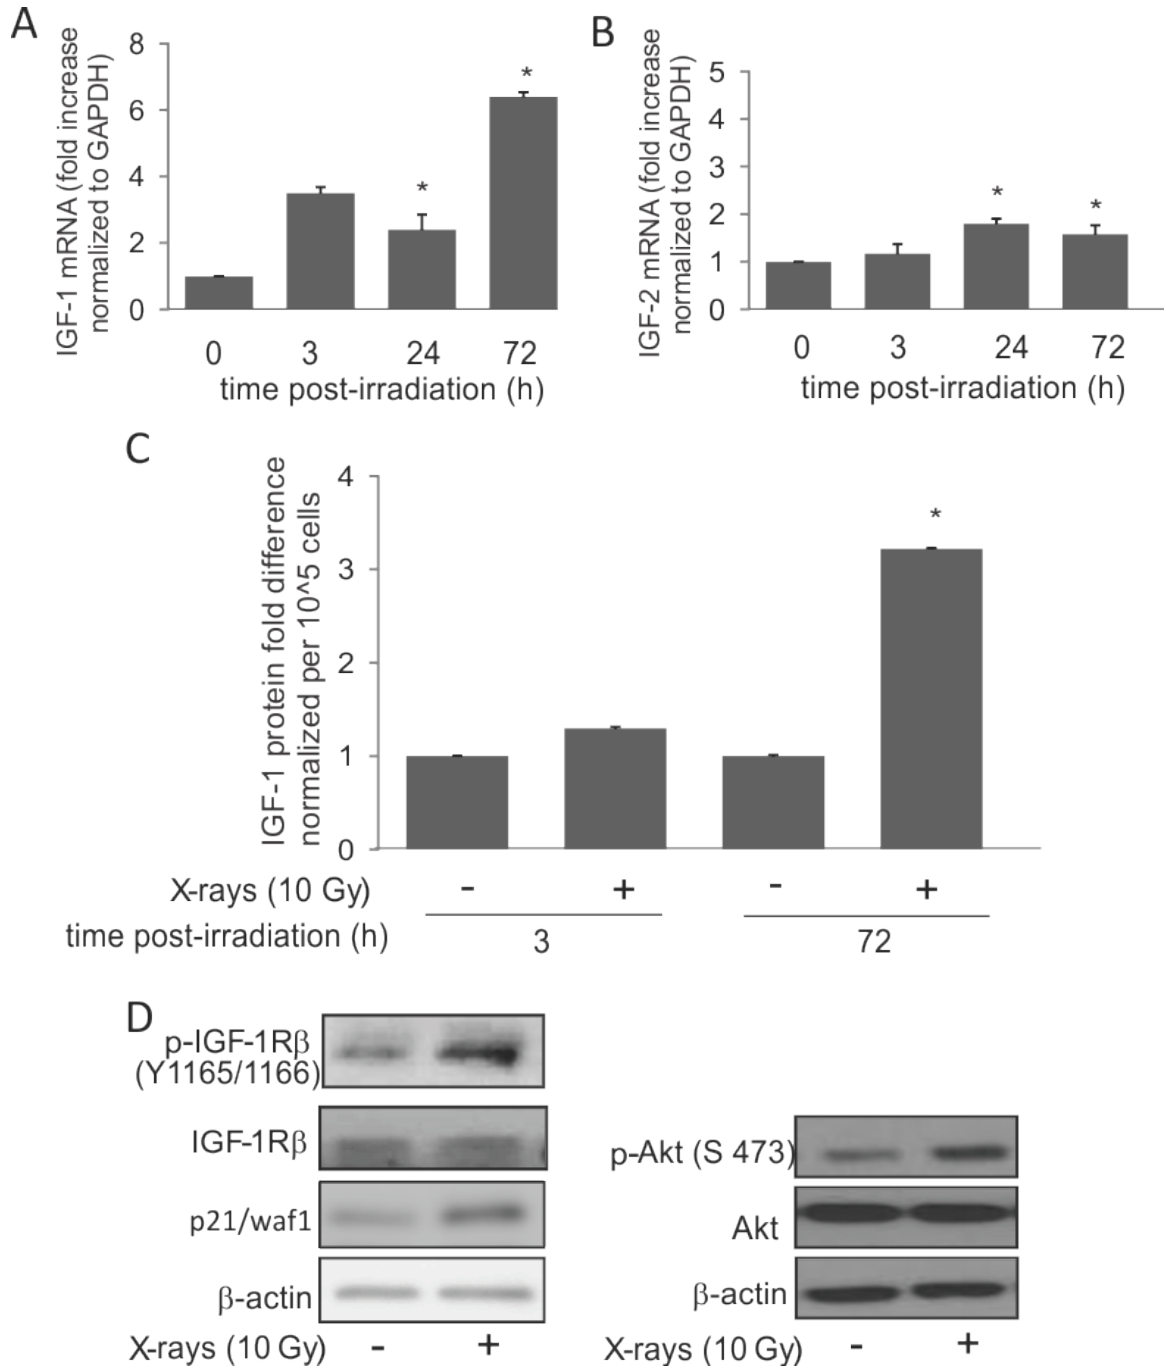 A
IGF-1 mRNA (fold increase
normalized to GAPDH)
8
6
4
2
0
*
*
0 3 24 72
time post-irradiation (h)
B
IGF-2 mRNA (fold increase
normalized to GAPDH)
5
4
3
2
1
0
*
*
0 3 24 72
time post-irradiation (h)
C
IGF-1 protein fold difference
normalized per 10^5 cells
4
3
2
1
0
*
X-rays (10 Gy) - + - +
time post-irradiation (h) 3 72
D
p-IGF-1Rβ
(Y1165/1166)
IGF-1Rβ
p21/waf1
β-actin
X-rays (10 Gy) - +
p-Akt (S 473)
Akt
β-actin
X-rays (10 Gy) - +